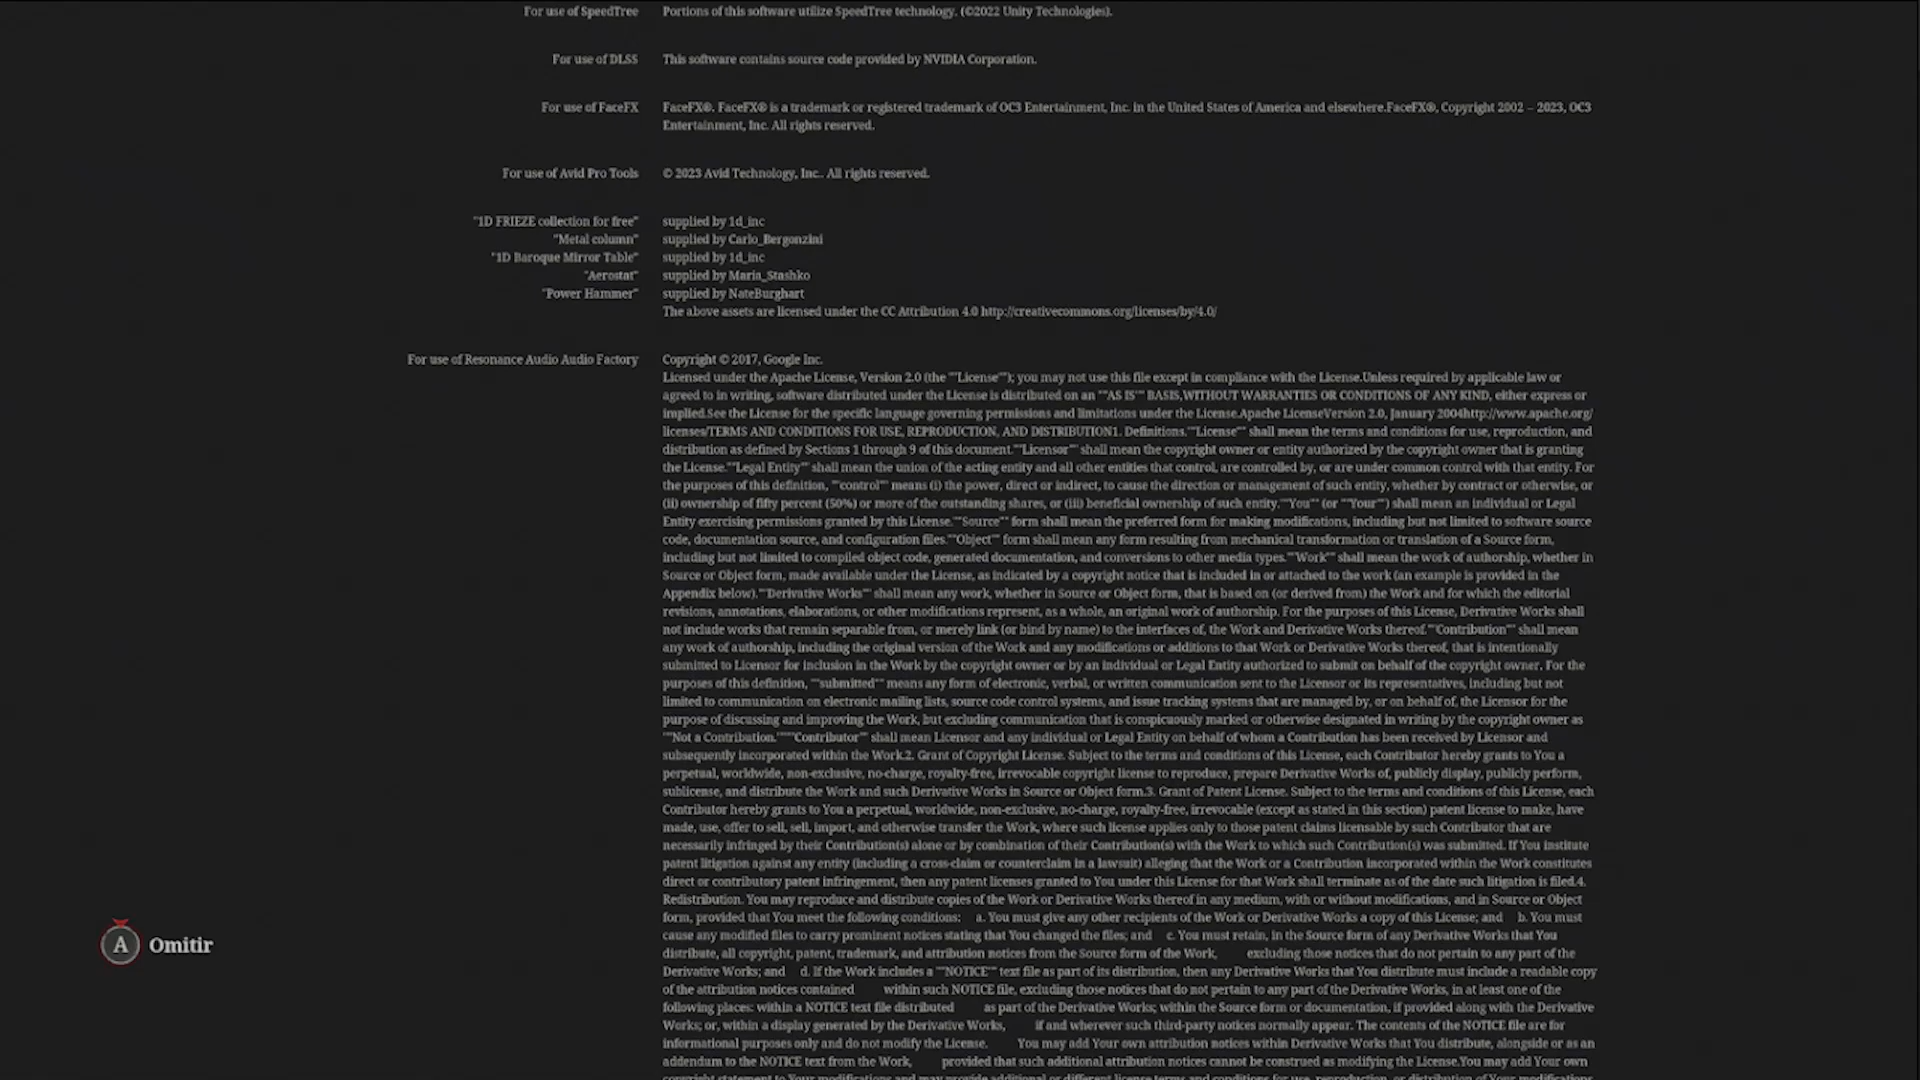 For use of SpeedTree Portions of this software utilize SpeedTree technology. (©2022 Unity Technologies).
For use of DLSS This software contains source code provided by NVIDIA Corporation.
For use of FaceFX FaceFX®. FaceFX® is a trademark or registered trademark of OC3 Entertainment, Inc. in the United States of America and elsewhere.FaceFX®, Copyright 2002 – 2023, OC3
Entertainment, Inc. All rights reserved.
For use of Avid Pro Tools © 2023 Avid Technology, Inc.. All rights reserved.
"1D FRIEZE collection for free" supplied by 1d_inc
"Metal column" supplied by Carlo_Bergonzini
"1D Baroque Mirror Table" supplied by 1d_inc
"Aerostat" supplied by Maria_Stashko
"Power Hammer" supplied by NateBurghart
The above assets are licensed under the CC Attribution 4.0 http://creativecommons.org/licenses/by/4.0/
For use of Resonance Audio Audio Factory Copyright © 2017, Google Inc.
Licensed under the Apache License, Version 2.0 (the ""License""); you may not use this file except in compliance with the License.Unless required by applicable law or
agreed to in writing, software distributed under the License is distributed on an ""AS IS"" BASIS,WITHOUT WARRANTIES OR CONDITIONS OF ANY KIND, either express or
implied.See the License for the specific language governing permissions and limitations under the License.Apache LicenseVersion 2.0, January 2004http://www.apache.org/
licenses/TERMS AND CONDITIONS FOR USE, REPRODUCTION, AND DISTRIBUTION1. Definitions.""License"" shall mean the terms and conditions for use, reproduction, and
distribution as defined by Sections 1 through 9 of this document.""Licensor"" shall mean the copyright owner or entity authorized by the copyright owner that is granting
the License.""Legal Entity"" shall mean the union of the acting entity and all other entities that control, are controlled by, or are under common control with that entity. For
the purposes of this definition, ""control"" means (i) the power, direct or indirect, to cause the direction or management of such entity, whether by contract or otherwise, or
(ii) ownership of fifty percent (50%) or more of the outstanding shares, or (iii) beneficial ownership of such entity.""You"" (or ""Your"") shall mean an individual or Legal
Entity exercising permissions granted by this License.""Source"" form shall mean the preferred form for making modifications, including but not limited to software source
code, documentation source, and configuration files.""Object"" form shall mean any form resulting from mechanical transformation or translation of a Source form,
including but not limited to compiled object code, generated documentation, and conversions to other media types.""Work"" shall mean the work of authorship, whether in
Source or Object form, made available under the License, as indicated by a copyright notice that is included in or attached to the work (an example is provided in the
Appendix below).""Derivative Works"" shall mean any work, whether in Source or Object form, that is based on (or derived from) the Work and for which the editorial
revisions, annotations, elaborations, or other modifications represent, as a whole, an original work of authorship. For the purposes of this License, Derivative Works shall
not include works that remain separable from, or merely link (or bind by name) to the interfaces of, the Work and Derivative Works thereof.""Contribution"" shall mean
any work of authorship, including the original version of the Work and any modifications or additions to that Work or Derivative Works thereof, that is intentionally
submitted to Licensor for inclusion in the Work by the copyright owner or by an individual or Legal Entity authorized to submit on behalf of the copyright owner. For the
purposes of this definition, ""submitted"" means any form of electronic, verbal, or written communication sent to the Licensor or its representatives, including but not
limited to communication on electronic mailing lists, source code control systems, and issue tracking systems that are managed by, or on behalf of, the Licensor for the
purpose of discussing and improving the Work, but excluding communication that is conspicuously marked or otherwise designated in writing by the copyright owner as
""Not a Contribution.""""Contributor"" shall mean Licensor and any individual or Legal Entity on behalf of whom a Contribution has been received by Licensor and
subsequently incorporated within the Work.2. Grant of Copyright License. Subject to the terms and conditions of this License, each Contributor hereby grants to You a
perpetual, worldwide, non-exclusive, no-charge, royalty-free, irrevocable copyright license to reproduce, prepare Derivative Works of, publicly display, publicly perform,
sublicense, and distribute the Work and such Derivative Works in Source or Object form.3. Grant of Patent License. Subject to the terms and conditions of this License, each
Contributor hereby grants to You a perpetual, worldwide, non-exclusive, no-charge, royalty-free, irrevocable (except as stated in this section) patent license to make, have
made, use, offer to sell, sell, import, and otherwise transfer the Work, where such license applies only to those patent claims licensable by such Contributor that are
necessarily infringed by their Contribution(s) alone or by combination of their Contribution(s) with the Work to which such Contribution(s) was submitted. If You institute
patent litigation against any entity (including a cross-claim or counterclaim in a lawsuit) alleging that the Work or a Contribution incorporated within the Work constitutes
direct or contributory patent infringement, then any patent licenses granted to You under this License for that Work shall terminate as of the date such litigation is filed.4.
Redistribution. You may reproduce and distribute copies of the Work or Derivative Works thereof in any medium, with or without modifications, and in Source or Object
form, provided that You meet the following conditions: a. You must give any other recipients of the Work or Derivative Works a copy of this License; and b. You must
cause any modified files to carry prominent notices stating that You changed the files; and c. You must retain, in the Source form of any Derivative Works that You
distribute, all copyright, patent, trademark, and attribution notices from the Source form of the Work, excluding those notices that do not pertain to any part of the
Derivative Works; and d. If the Work includes a ""NOTICE"" text file as part of its distribution, then any Derivative Works that You distribute must include a readable copy
of the attribution notices contained within such NOTICE file, excluding those notices that do not pertain to any part of the Derivative Works, in at least one of the
following places: within a NOTICE text file distributed as part of the Derivative Works; within the Source form or documentation, if provided along with the Derivative
Works; or, within a display generated by the Derivative Works, if and wherever such third-party notices normally appear. The contents of the NOTICE file are for
informational purposes only and do not modify the License. You may add Your own attribution notices within Derivative Works that You distribute, alongside or as an
addendum to the NOTICE text from the Work, provided that such additional attribution notices cannot be construed as modifying the License.You may add Your own
copyright statement to Your modifications and may provide additional or different license terms and conditions for use, reproduction, or distribution of Your modifications,
A Omitir